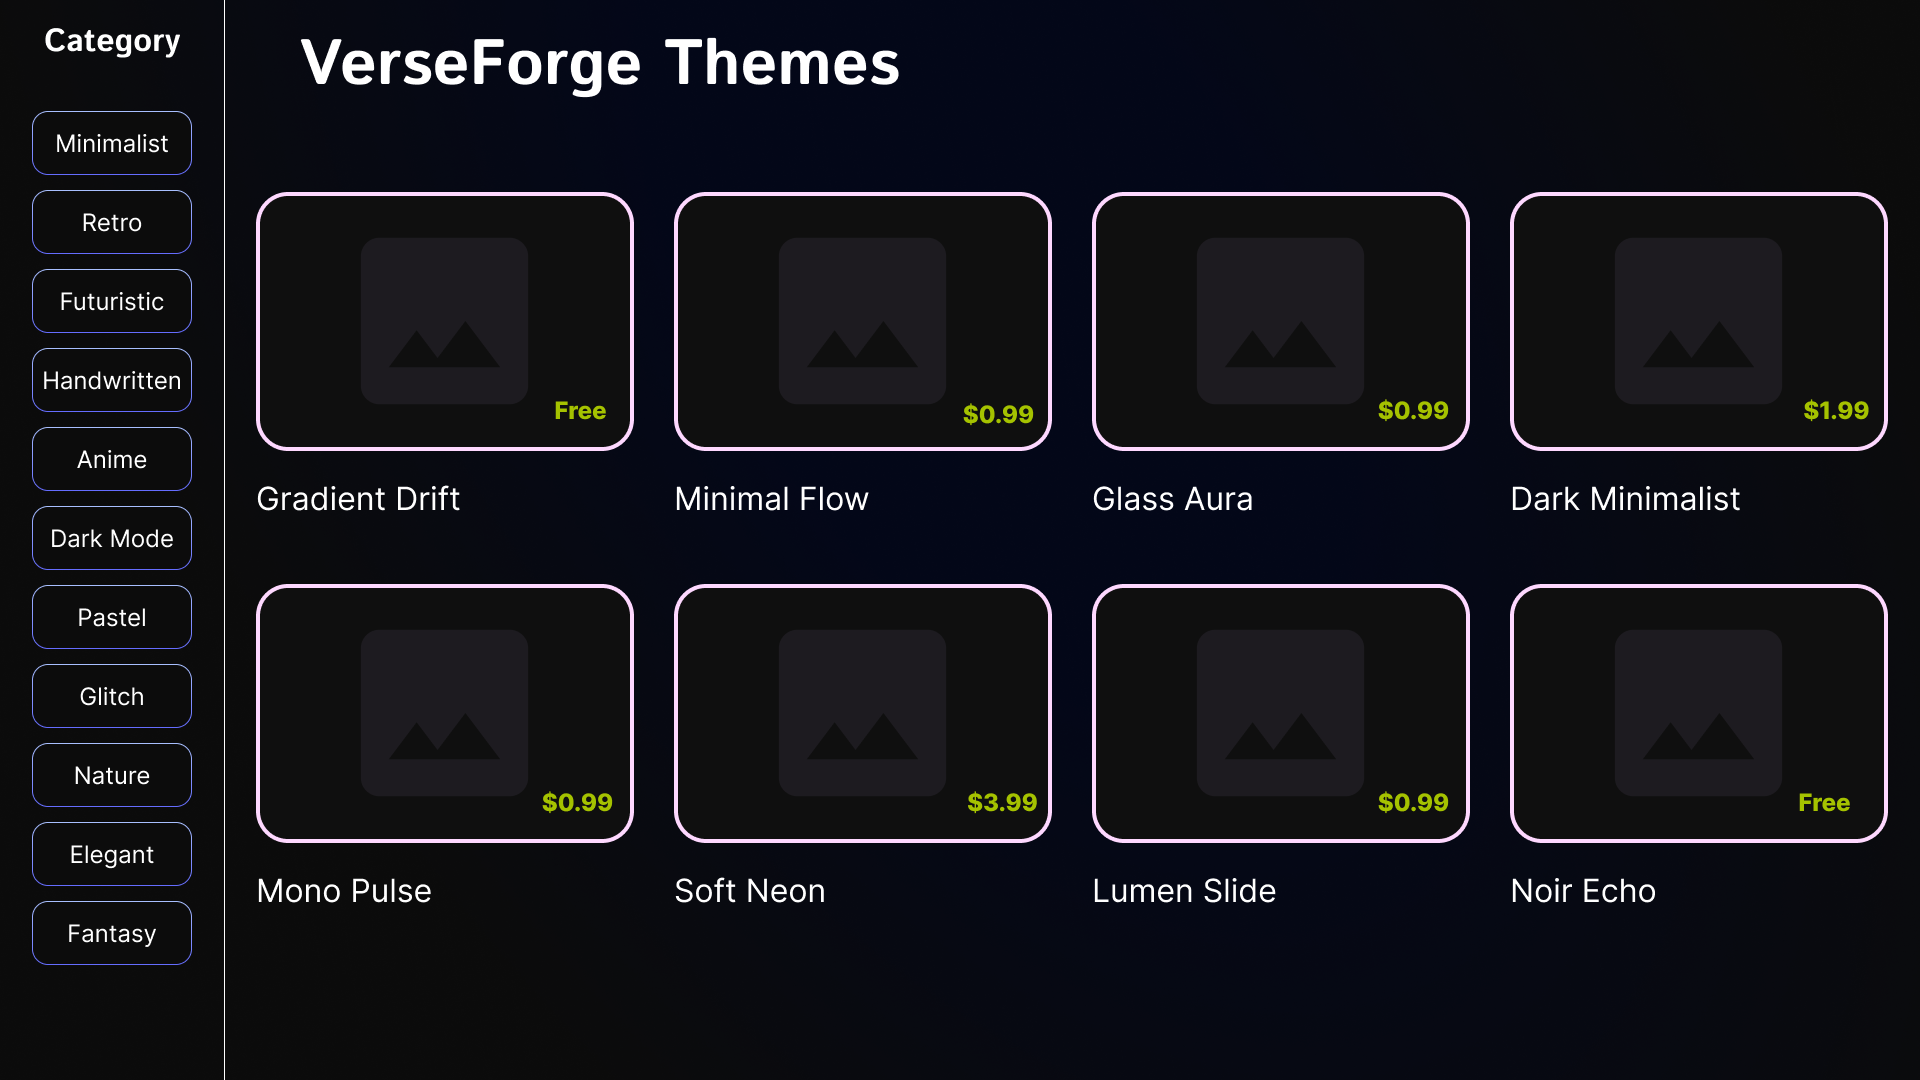 Category
Minimalist
Retro
Futuristic
Handwritten
Anime
Dark Mode
Pastel
Glitch
Nature
Elegant
Fantasy
VerseForge Themes
Free
$0.99
$0.99
$1.99
Gradient Drift
Minimal Flow
Glass Aura
Dark Minimalist
$0.99
$3.99
$0.99
Free
Mono Pulse
Soft Neon
Lumen Slide
Noir Echo